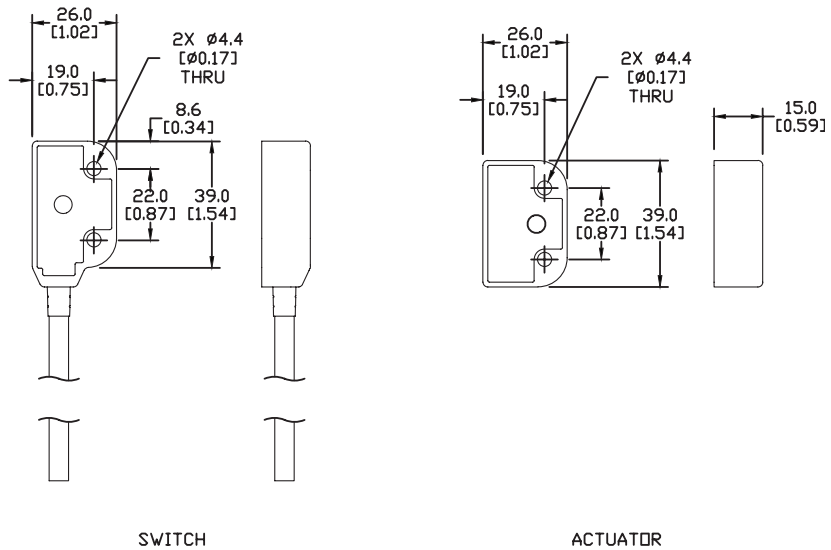 26.0
[1.02]
2X ø4.4
[ø0.17]
THRU
19.0
[0.75]
8.6
[0.34]
22.0
[0.87]
39.0
[1.54]
SWITCH
26.0
[1.02]
2X ø4.4
[ø0.17]
THRU
19.0
[0.75]
22.0
[0.87]
39.0
[1.54]
15.0
[0.59]
ACTUATOR